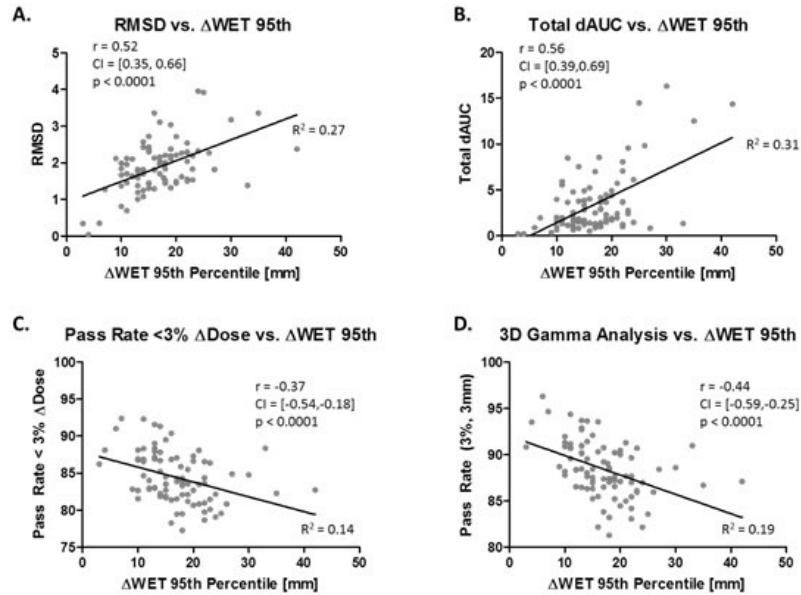 A.
RMSD vs. ΔWET 95th
r = 0.52
CI = [0.35, 0.66]
p < 0.0001
5
4
3
2
1
0
RMSD
R² = 0.27
0 10 20 30 40 50
ΔWET 95th Percentile [mm]
B.
Total dAUC vs. ΔWET 95th
r = 0.56
CI = [0.39,0.69]
p < 0.0001
20
15
10
5
0
Total dAUC
R² = 0.31
0 10 20 30 40 50
ΔWET 95th Percentile [mm]
C.
Pass Rate <3% ΔDose vs. ΔWET 95th
r = -0.37
CI = [-0.54,-0.18]
p < 0.0001
100
95
90
85
80
75
Pass Rate < 3% ΔDose
R² = 0.14
0 10 20 30 40 50
ΔWET 95th Percentile [mm]
D.
3D Gamma Analysis vs. ΔWET 95th
r = -0.44
CI = [-0.59,-0.25]
p < 0.0001
100
95
90
85
80
Pass Rate (3%, 3mm)
R² = 0.19
0 10 20 30 40 50
ΔWET 95th Percentile [mm]